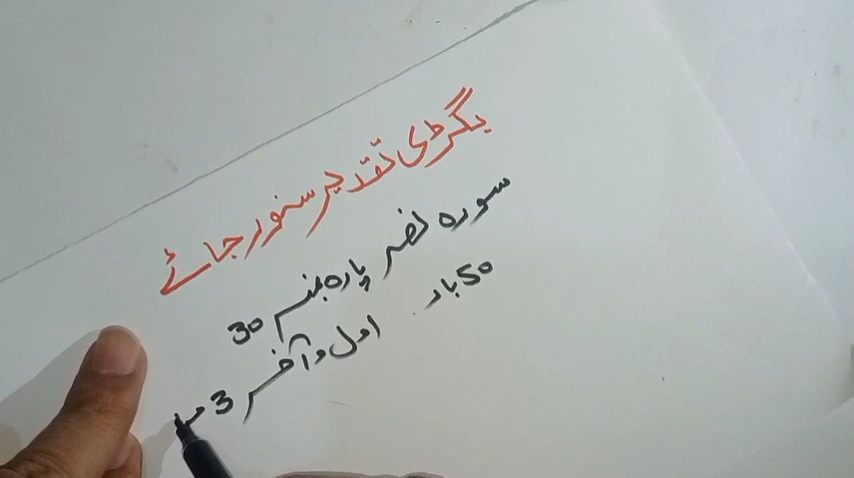 بگڑی تقدیر سنور جائے
سورہ نصر پارہ نمبر 30
50 بار اول و آخر 3